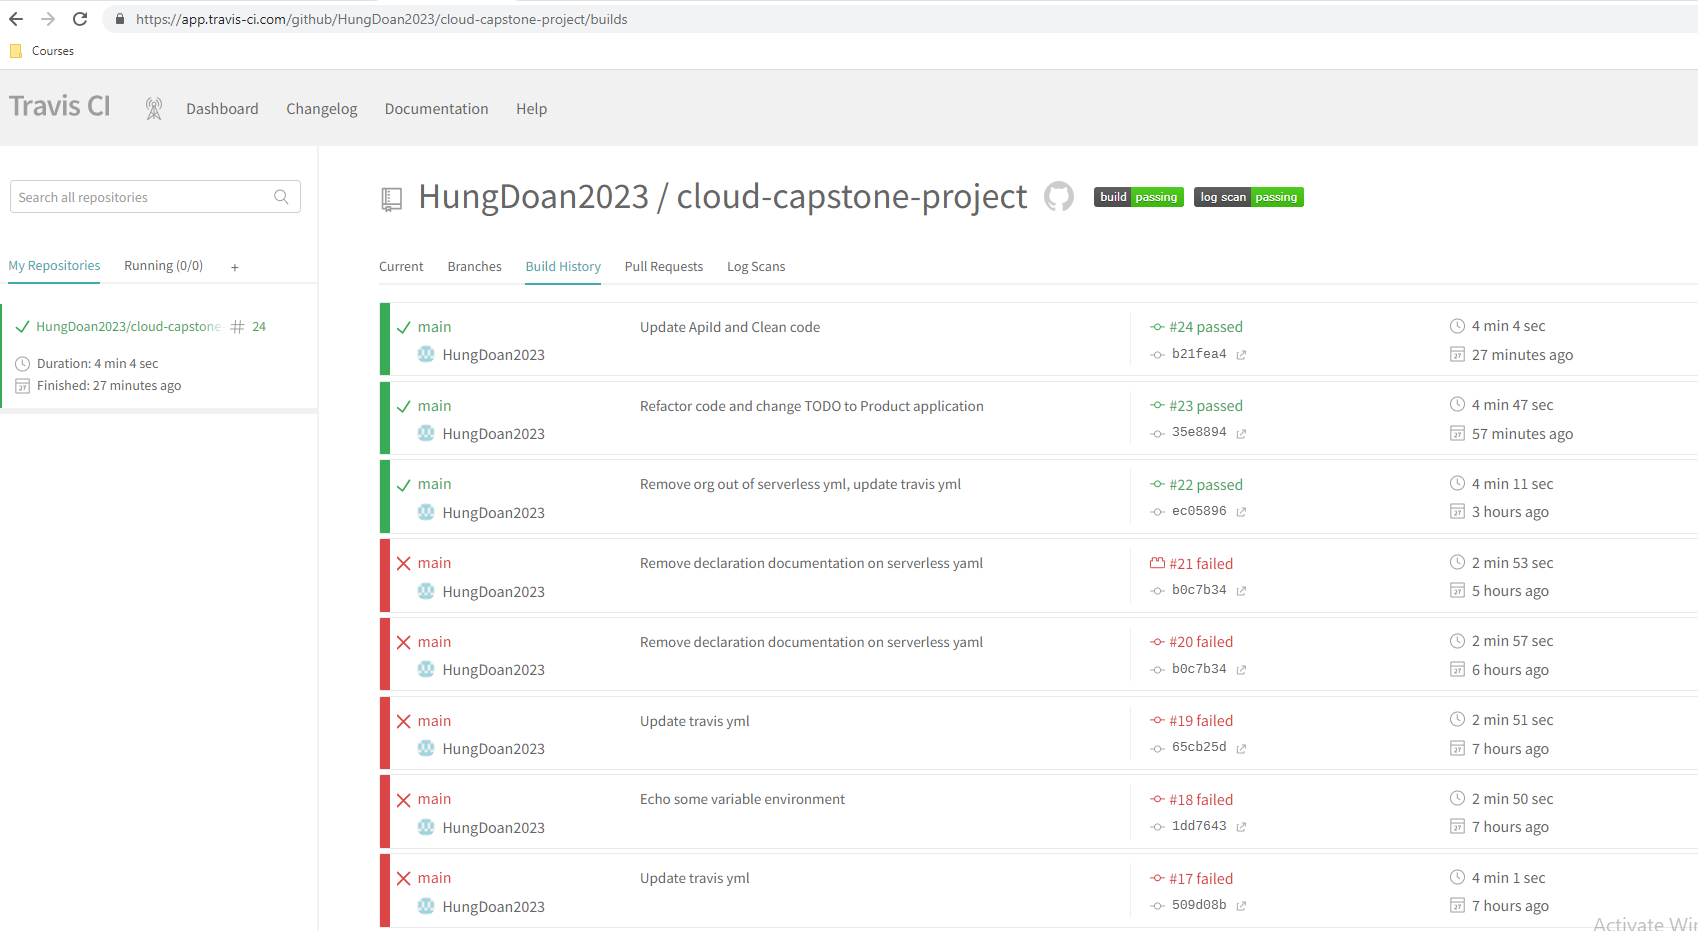 https://app.travis-ci.com/github/HungDoan2023/cloud-capstone-project/builds
Courses
Travis CI
Dashboard
Changelog
Documentation
Help
Search all repositories
My Repositories
Running (0/0)
+
HungDoan2023/cloud-capstone
# 24
Duration: 4 min 4 sec
Finished: 27 minutes ago
HungDoan2023 / cloud-capstone-project
build passing
log scan passing
Current
Branches
Build History
Pull Requests
Log Scans
main
Update ApiId and Clean code
#24 passed
4 min 4 sec
HungDoan2023
b21fea4
27 minutes ago
main
Refactor code and change TODO to Product application
#23 passed
4 min 47 sec
HungDoan2023
35e8894
57 minutes ago
main
Remove org out of serverless yml, update travis yml
#22 passed
4 min 11 sec
HungDoan2023
ec05896
3 hours ago
main
Remove declaration documentation on serverless yaml
#21 failed
2 min 53 sec
HungDoan2023
b0c7b34
5 hours ago
main
Remove declaration documentation on serverless yaml
#20 failed
2 min 57 sec
HungDoan2023
b0c7b34
6 hours ago
main
Update travis yml
#19 failed
2 min 51 sec
HungDoan2023
65cb25d
7 hours ago
main
Echo some variable environment
#18 failed
2 min 50 sec
HungDoan2023
1dd7643
7 hours ago
main
Update travis yml
#17 failed
4 min 1 sec
HungDoan2023
509d08b
7 hours ago
Activate Win